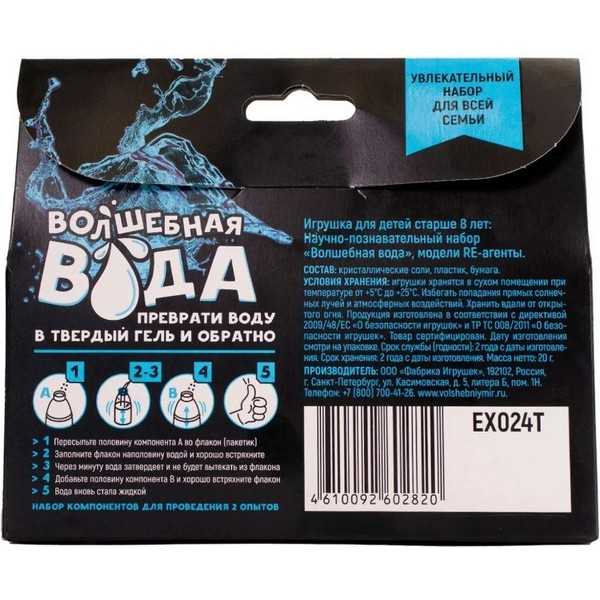 УВЛЕКАТЕЛЬНЫЙ
НАБОР
ДЛЯ ВСЕЙ
СЕМЬИ
ВОЛШЕБНАЯ
ВОДА
ПРЕВРАТИ ВОДУ
В ТВЕРДЫЙ ГЕЛЬ И ОБРАТНО
1 2-3 4 5
А В
> 1 Пересыпьте половину компонента А во флакон (пакетик)
> 2 Заполните флакон наполовину водой и хорошо встряхните
> 3 Через минуту вода затвердеет и не будет вытекать из флакона
> 4 Добавьте половину компонента В и хорошо встряхните
> 5 Вода вновь стала жидкой
НАБОР КОМПОНЕНТОВ ДЛЯ ПРОВЕДЕНИЯ 2 ОПЫТОВ
Игрушка для детей старше 8 лет:
Научно-познавательный набор
«Волшебная вода», модели RE-агенты.
СОСТАВ: кристаллические соли, пластик, бумага.
УСЛОВИЯ ХРАНЕНИЯ: игрушки хранятся в сухом помещении при
температуре от +5°С до +25°С. Избегать попадания прямых солнеч-
ных лучей и атмосферных воздействий. Хранить вдали от откры-
того огня. Продукция изготовлена в соответствии с директивой
2009/48/ЕС «О безопасности игрушек» и ТР ТС 008/2011 «О безо-
пасности игрушек». Товар сертифицирован. Дату изготовления
смотри на упаковке. Срок службы (годности): 2 года с даты изготовле-
ния. Срок хранения: 2 года с даты изготовления. Масса нетто: 20 г.
ПРОИЗВОДИТЕЛЬ: ООО «Фабрика Игрушек», 192102, Россия,
г. Санкт-Петербург, ул. Касимовская, д. 5, литера Б, пом. 1Н.
Телефон: +7 (800) 700-41-26. www.volshebniymir.ru
EX024T
4 610092 602820